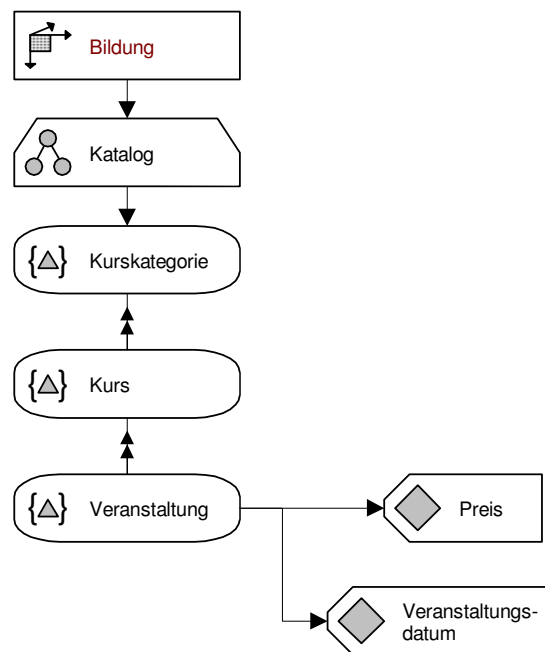 Bildung
Katalog
Kurskategorie
Kurs
Veranstaltung
Preis
Veranstaltungs-
datum